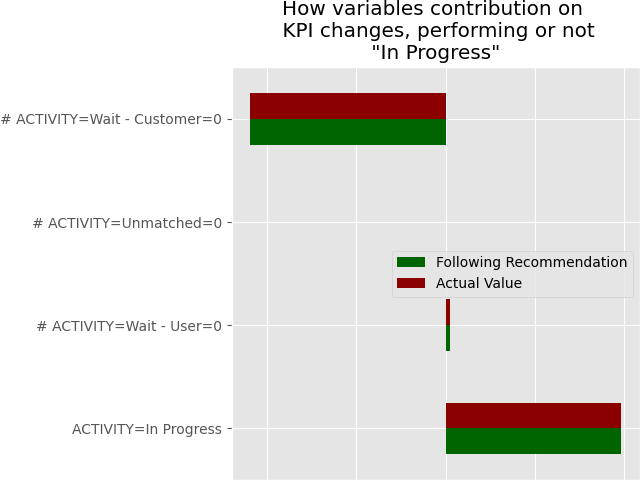 How variables contribution on
KPI changes, performing or not
"In Progress"
# ACTIVITY=Wait - Customer=0
# ACTIVITY=Unmatched=0
Following Recommendation
Actual Value
# ACTIVITY=Wait - User=0
ACTIVITY=In Progress